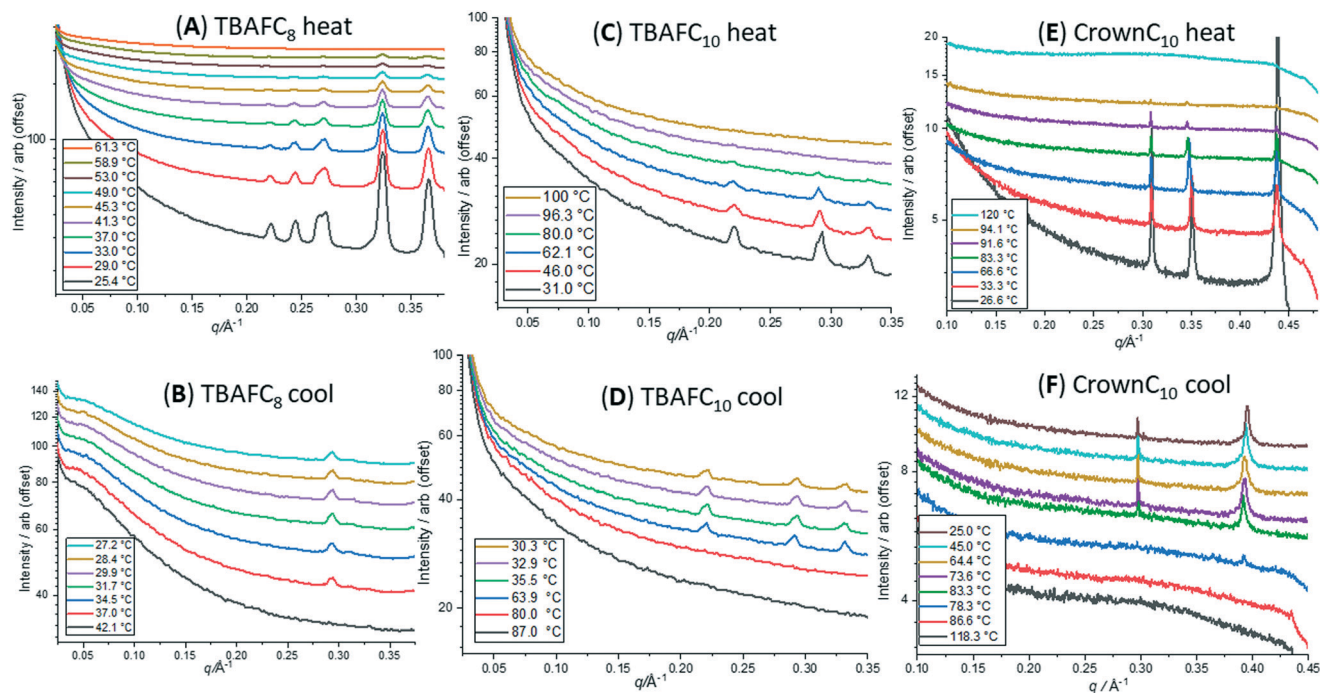 (A) TBAFC8 heat
Intensity / arb (offset)
100
61.3 °C
58.9 °C
53.0 °C
49.0 °C
45.3 °C
41.3 °C
37.0 °C
33.0 °C
29.0 °C
25.4 °C
0.05 0.10 0.15 0.20 0.25 0.30 0.35
q/Å-1
(C) TBAFC10 heat
Intensity / arb (offset)
100
80
60
40
20
100 °C
96.3 °C
80.0 °C
62.1 °C
46.0 °C
31.0 °C
0.05 0.10 0.15 0.20 0.25 0.30 0.35
q/Å-1
(E) CrownC10 heat
Intensity / arb (offset)
20
15
10
5
120 °C
94.1 °C
91.6 °C
83.3 °C
66.6 °C
33.3 °C
26.6 °C
0.10 0.15 0.20 0.25 0.30 0.35 0.40 0.45
q/Å-1
(B) TBAFC8 cool
Intensity / arb (offset)
140
120
100
80
60
40
27.2 °C
28.4 °C
29.9 °C
31.7 °C
34.5 °C
37.0 °C
42.1 °C
0.05 0.10 0.15 0.20 0.25 0.30 0.35
q/Å-1
(D) TBAFC10 cool
Intensity / arb (offset)
100
80
60
40
20
30.3 °C
32.9 °C
35.5 °C
63.9 °C
80.0 °C
87.0 °C
0.05 0.10 0.15 0.20 0.25 0.30 0.35
q/Å-1
(F) CrownC10 cool
Intensity / arb (offset)
12
8
4
25.0 °C
45.0 °C
64.4 °C
73.6 °C
83.3 °C
78.3 °C
86.6 °C
118.3 °C
0.10 0.15 0.20 0.25 0.30 0.35 0.40 0.45
q / Å-1